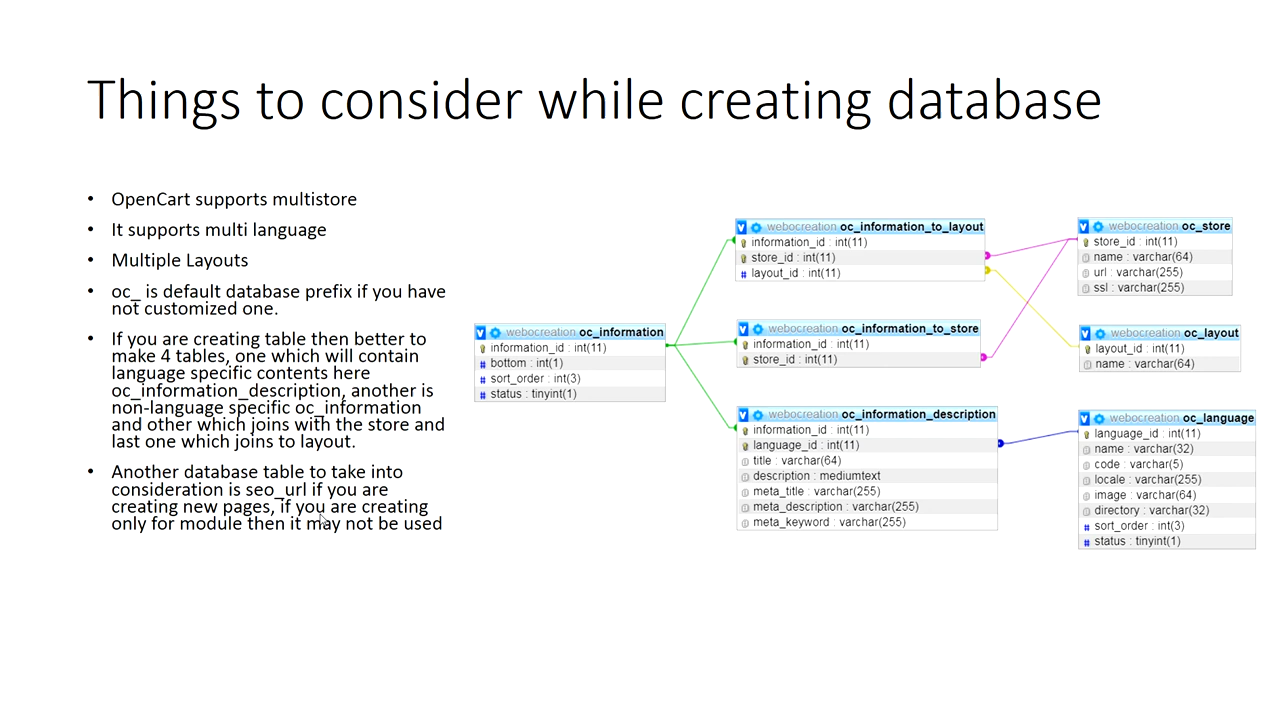 Things to consider while creating database
• OpenCart supports multistore
• It supports multi language
• Multiple Layouts
• oc_ is default database prefix if you have
not customized one.
• If you are creating table then better to
make 4 tables, one which will contain
language specific contents here
oc_information_description, another is
non-language specific oc_information
and other which joins with the store and
last one which joins to layout.
• Another database table to take into
consideration is seo_url if you are
creating new pages, if you are creating
only for module then it may not be used
webocreation oc_information
information_id : int(11)
bottom : int(1)
sort_order : int(3)
status : tinyint(1)
webocreation oc_information_to_layout
information_id : int(11)
store_id : int(11)
layout_id : int(11)
webocreation oc_information_to_store
information_id : int(11)
store_id : int(11)
webocreation oc_information_description
information_id : int(11)
language_id : int(11)
title : varchar(64)
description : mediumtext
meta_title : varchar(255)
meta_description : varchar(255)
meta_keyword : varchar(255)
webocreation oc_store
store_id : int(11)
name : varchar(64)
url : varchar(255)
ssl : varchar(255)
webocreation oc_layout
layout_id : int(11)
name : varchar(64)
webocreation oc_language
language_id : int(11)
name : varchar(32)
code : varchar(5)
locale : varchar(255)
image : varchar(64)
directory : varchar(32)
sort_order : int(3)
status : tinyint(1)